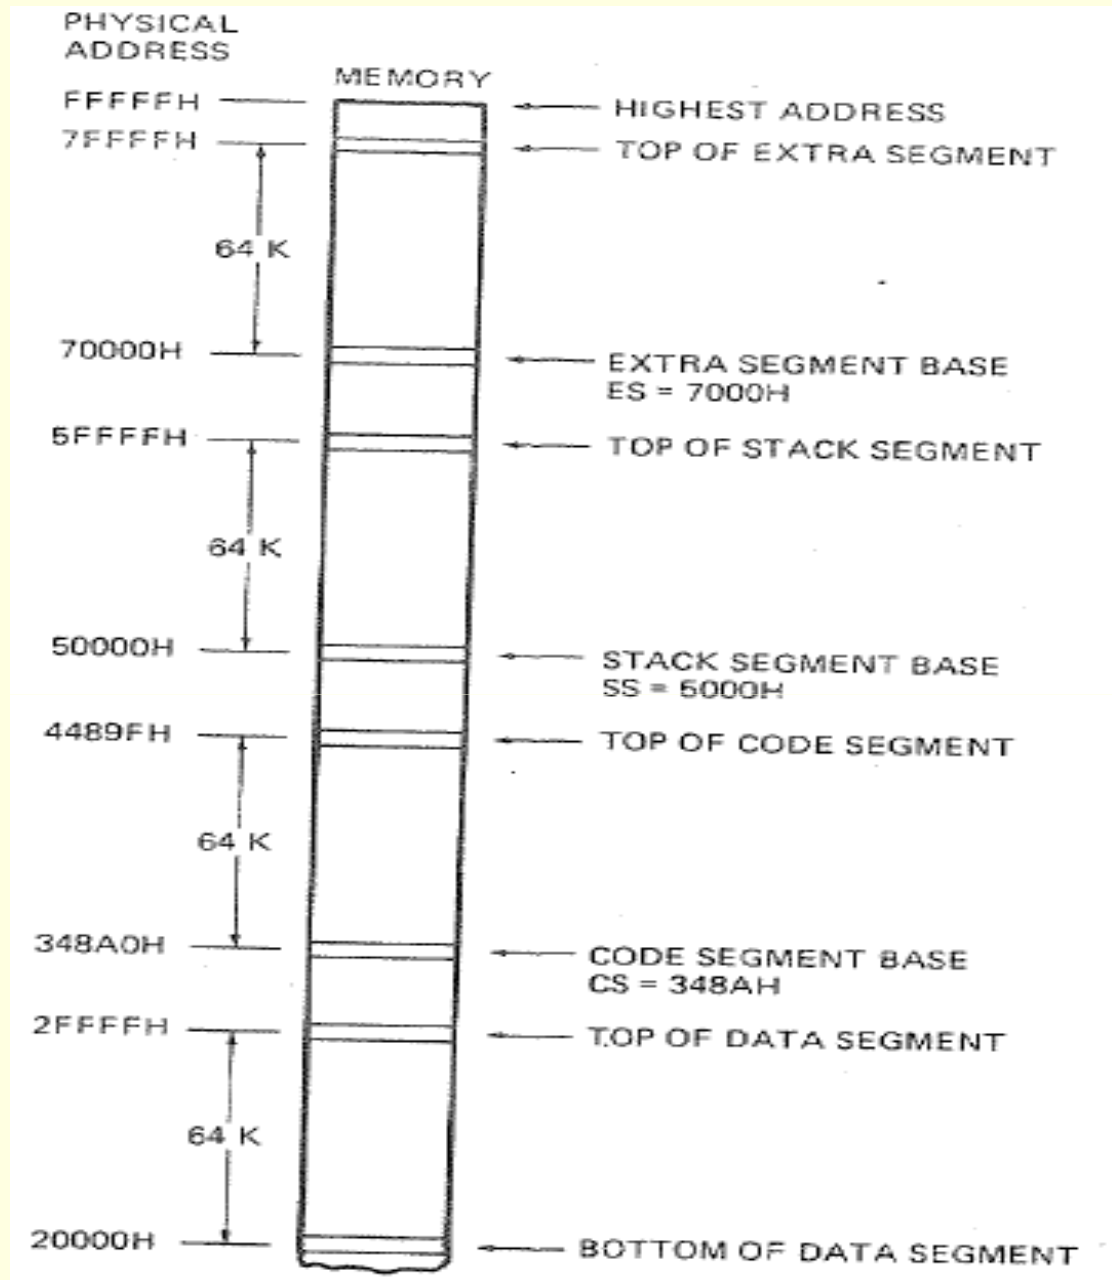 PHYSICAL
ADDRESS
MEMORY
FFFFFH
HIGHEST ADDRESS
7FFFFH
TOP OF EXTRA SEGMENT
64 K
70000H
EXTRA SEGMENT BASE
ES = 7000H
5FFFFH
TOP OF STACK SEGMENT
64 K
50000H
STACK SEGMENT BASE
SS = 5000H
4489FH
TOP OF CODE SEGMENT
64 K
348A0H
CODE SEGMENT BASE
CS = 348AH
2FFFFH
TOP OF DATA SEGMENT
64 K
20000H
BOTTOM OF DATA SEGMENT